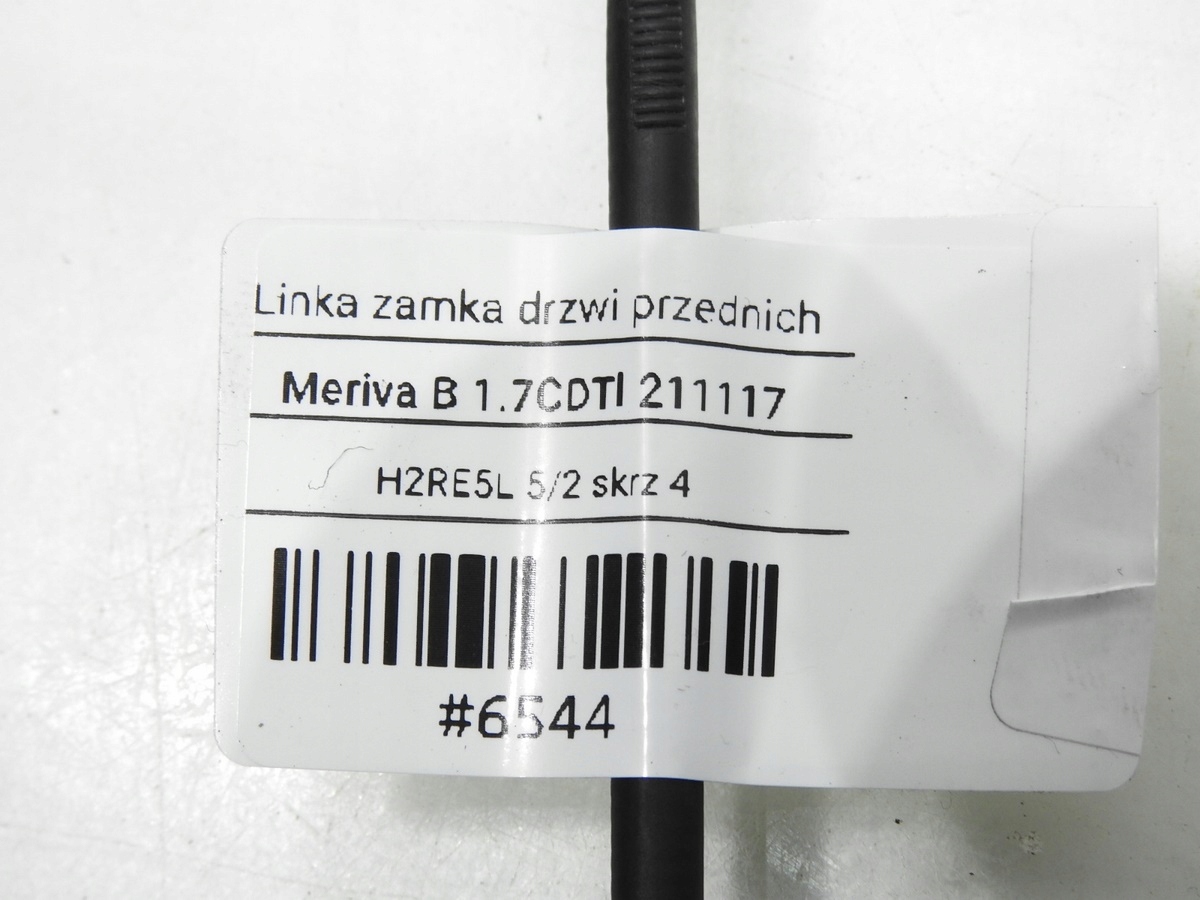 Linka zamka drzwi przednich
Meriva B 1.7CDTI 211117
H2RE5L 5/2 skrz 4
#6544